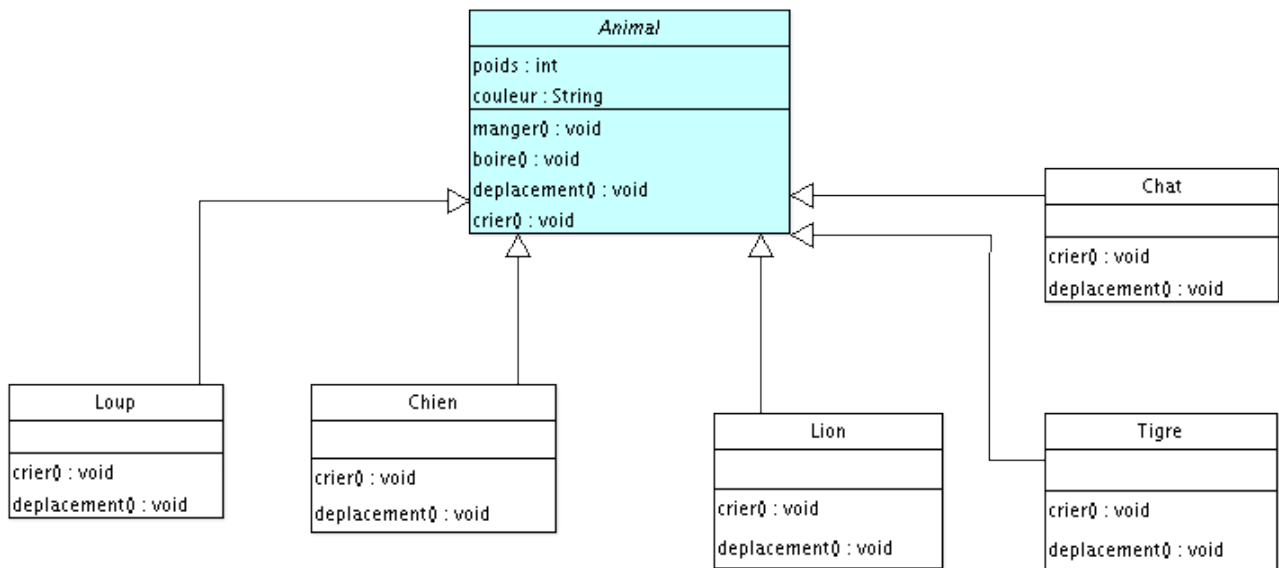 Animal
poids : int
couleur : String
manger() : void
boire() : void
deplacement() : void
crier() : void
Chat
crier() : void
deplacement() : void
Loup
crier() : void
deplacement() : void
Chien
crier() : void
deplacement() : void
Lion
crier() : void
deplacement() : void
Tigre
crier() : void
deplacement() : void